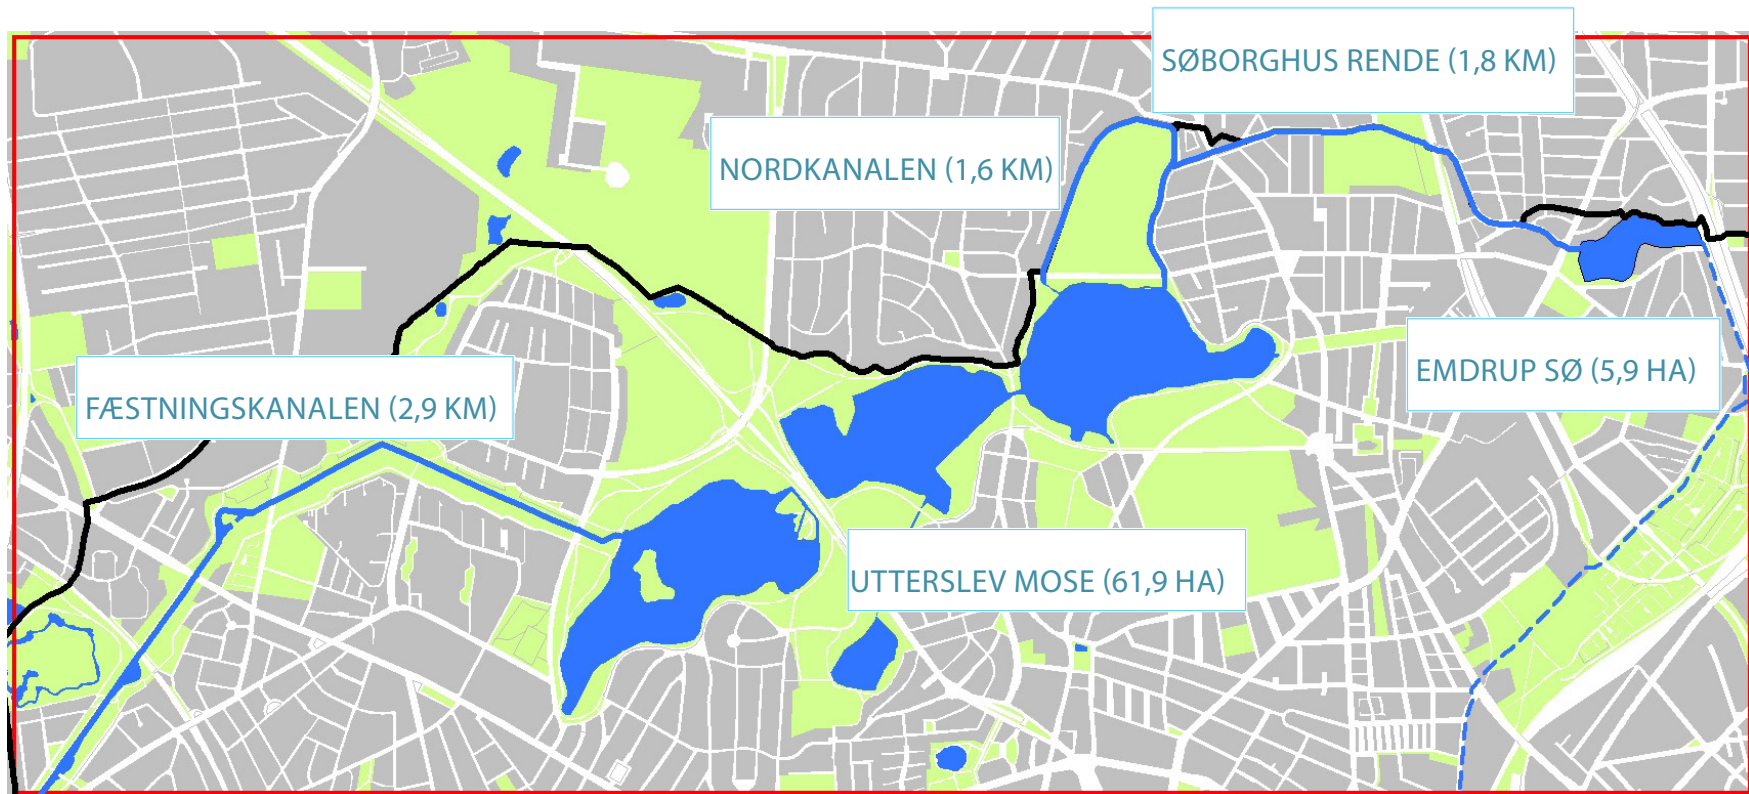 SØBORGHUS RENDE (1,8 KM)
NORDKANALEN (1,6 KM)
EMDRUP SØ (5,9 HA)
FÆSTNINGSKANALEN (2,9 KM)
UTTERSLEV MOSE (61,9 HA)